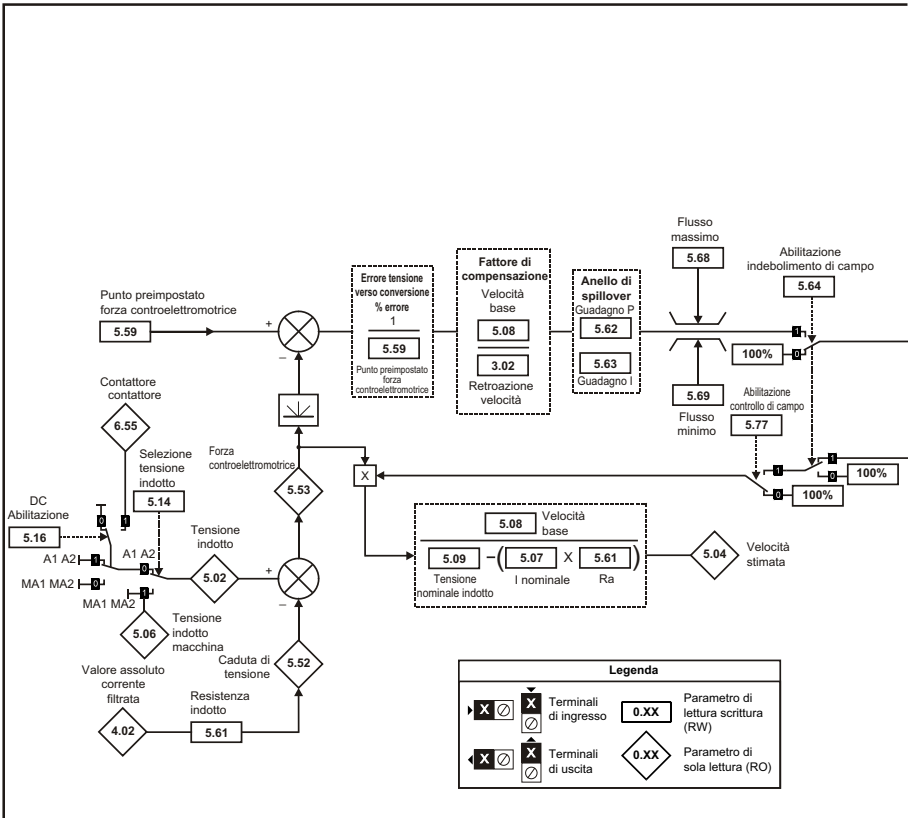 Flusso
massimo
5.68
Abilitazione
indebolimento di campo
5.64
Punto preimpostato
forza controelettromotrice
5.59
+
–
Errore tensione
verso conversione
% errore
1
5.59
Punto preimpostato
forza
controelettromotrice
Fattore di
compensazione
Velocità
base
5.08
3.02
Retroazione
velocità
Anello di
spillover
Guadagno P
5.62
5.63
Guadagno I
1
100%
0
5.69
Flusso
minimo
Abilitazione
controllo di campo
5.77
1
0
100%
1
0
100%
Contattore
contattore
6.55
Selezione
tensione
indotto
5.14
DC
Abilitazione
5.16
0
1
A1 A2
1
A1 A2
0
MA1 MA2
0
MA1 MA2
1
Tensione
indotto
5.02
+
–
5.06
Tensione
indotto
macchina
Forza
controelettromotrice
5.53
X
5.08
Velocità
base
5.09
–
(
5.07
X
5.61
)
Tensione
nominale indotto
I nominale
Ra
5.04
Velocità
stimata
Caduta di
tensione
5.52
Valore assoluto
corrente
filtrata
4.02
Resistenza
indotto
5.61
Legenda
X
X
Terminali
di ingresso
0.XX
Parametro di
lettura scrittura
(RW)
X
X
Terminali
di uscita
0.XX
Parametro di
sola lettura (RO)